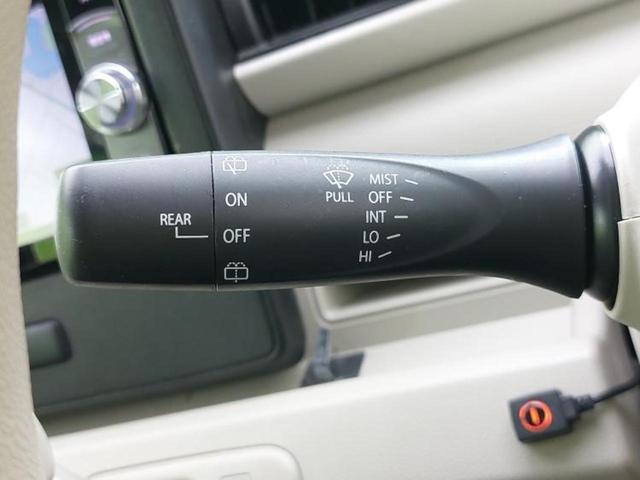 REAR
ON
OFF
PULL
MIST
OFF
INT
LO
HI